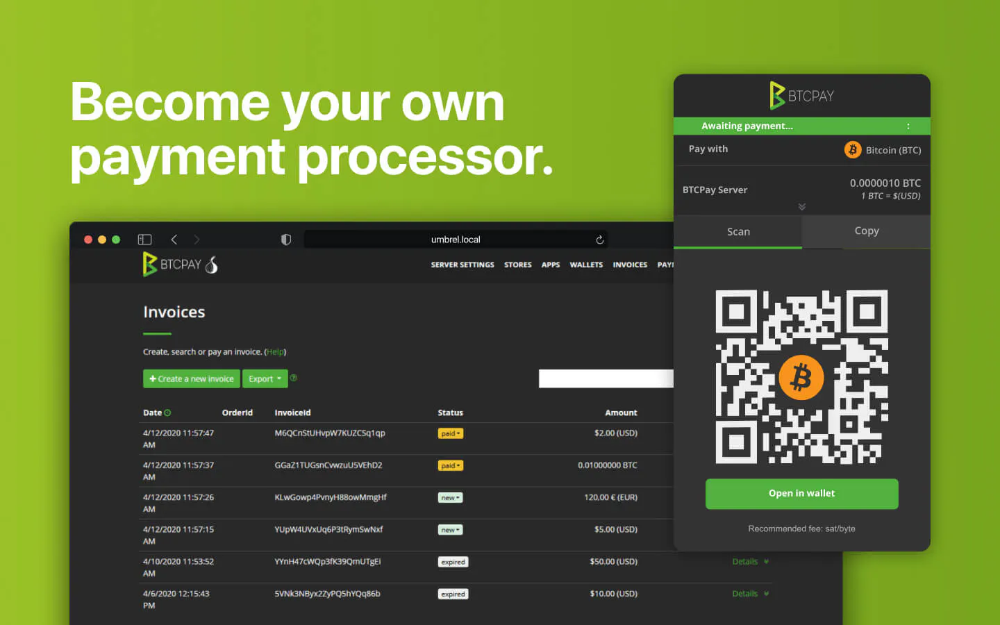 Become your own
payment processor.
BTCPAY
Awaiting payment... :
Pay with Bitcoin (BTC)
BTCPay Server 0.0000010 BTC
1 BTC = $(USD)
Scan Copy
Open in wallet
Recommended fee: sat/byte
umbrel.local
BTCPAY SERVER SETTINGS STORES APPS WALLETS INVOICES
Invoices
Create, search or pay an invoice. (Help)
+ Create a new invoice Export ?
Date OrderId InvoiceId Status Amount
4/12/2020 11:57:47 M6QCnStUHvpW7KUZCSq1qp paid $2.00 (USD)
AM
4/12/2020 11:57:37 GGaZ1TUGsnCvwzuU5VEhD2 paid 0.01000000 BTC
AM
4/12/2020 11:57:26 KLwGowp4PvnyH88owMmgHf new 120,00 € (EUR)
AM
4/12/2020 11:57:15 YUpW4UVxUq6P3tRymSwNxf new $5.00 (USD)
AM
4/10/2020 11:53:52 YYnH47cWQp3fK39QmUTgEi expired $50.00 (USD) Details
AM
4/6/2020 12:15:43 5VNk3NByx2ZyPQ5hYQq86b expired $10.00 (USD) Details
PM